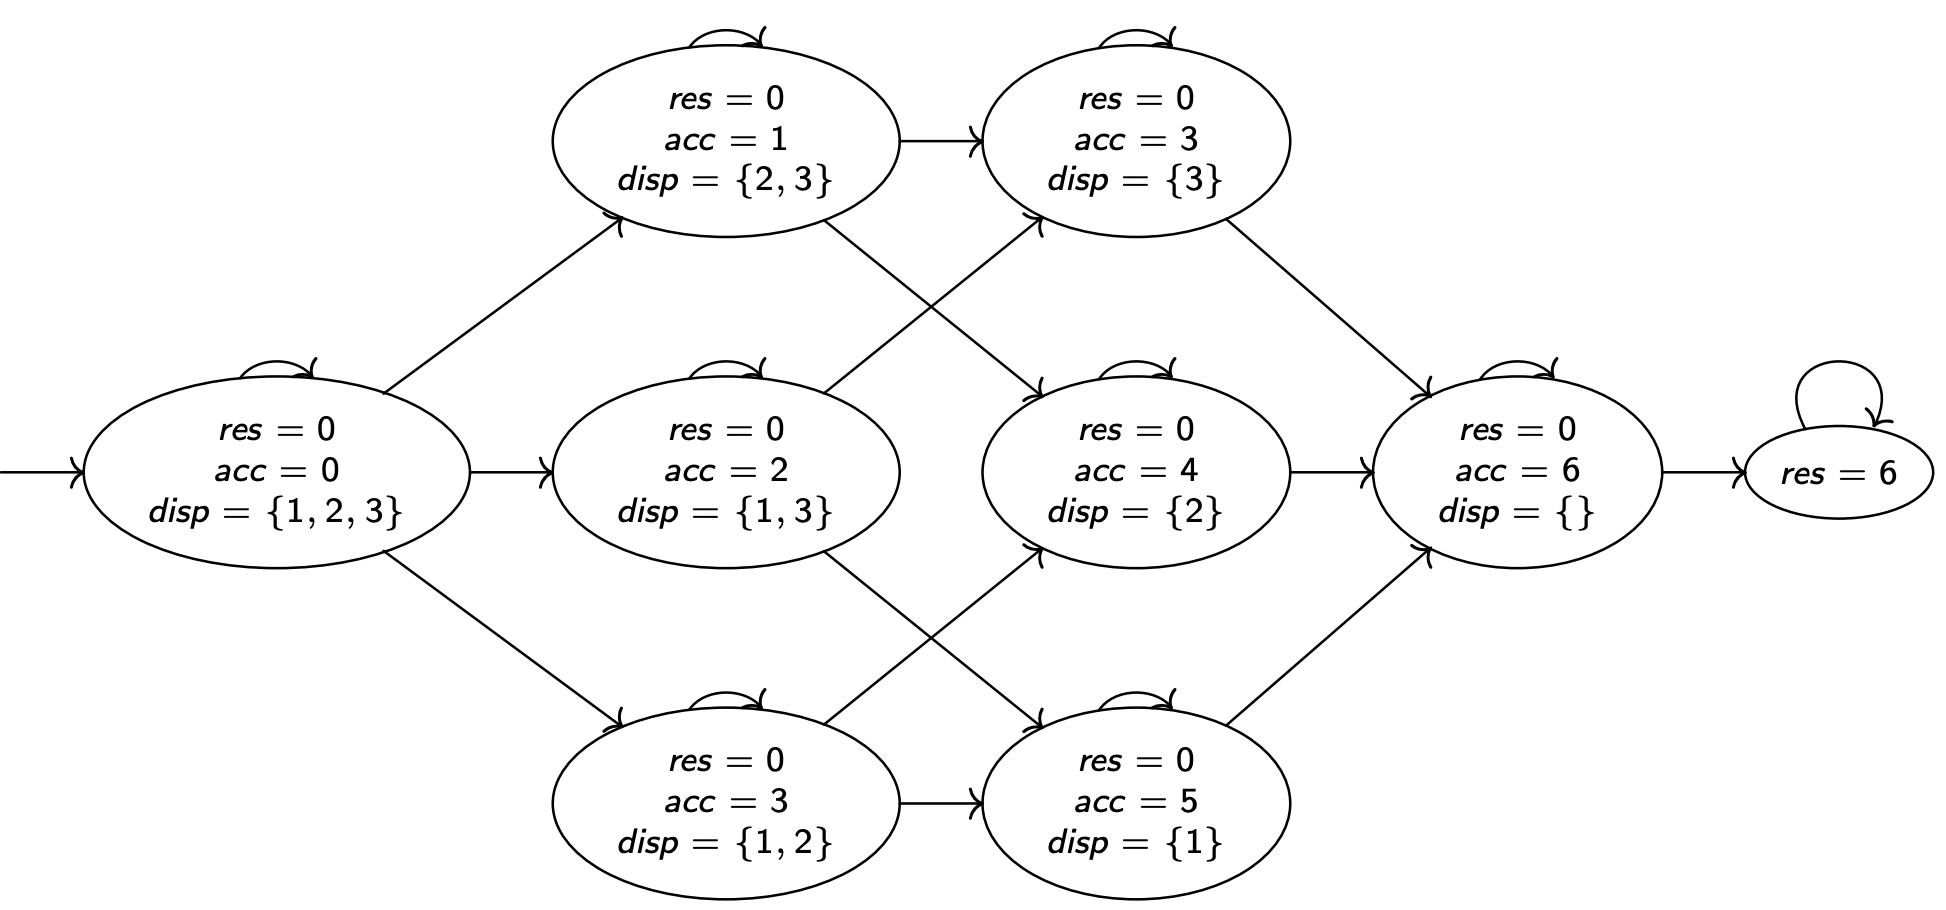 res = 0
acc = 1
disp = {2, 3}
res = 0
acc = 3
disp = {3}
res = 0
acc = 0
disp = {1, 2, 3}
res = 0
acc = 2
disp = {1, 3}
res = 0
acc = 4
disp = {2}
res = 0
acc = 6
disp = {}
res = 6
res = 0
acc = 3
disp = {1, 2}
res = 0
acc = 5
disp = {1}